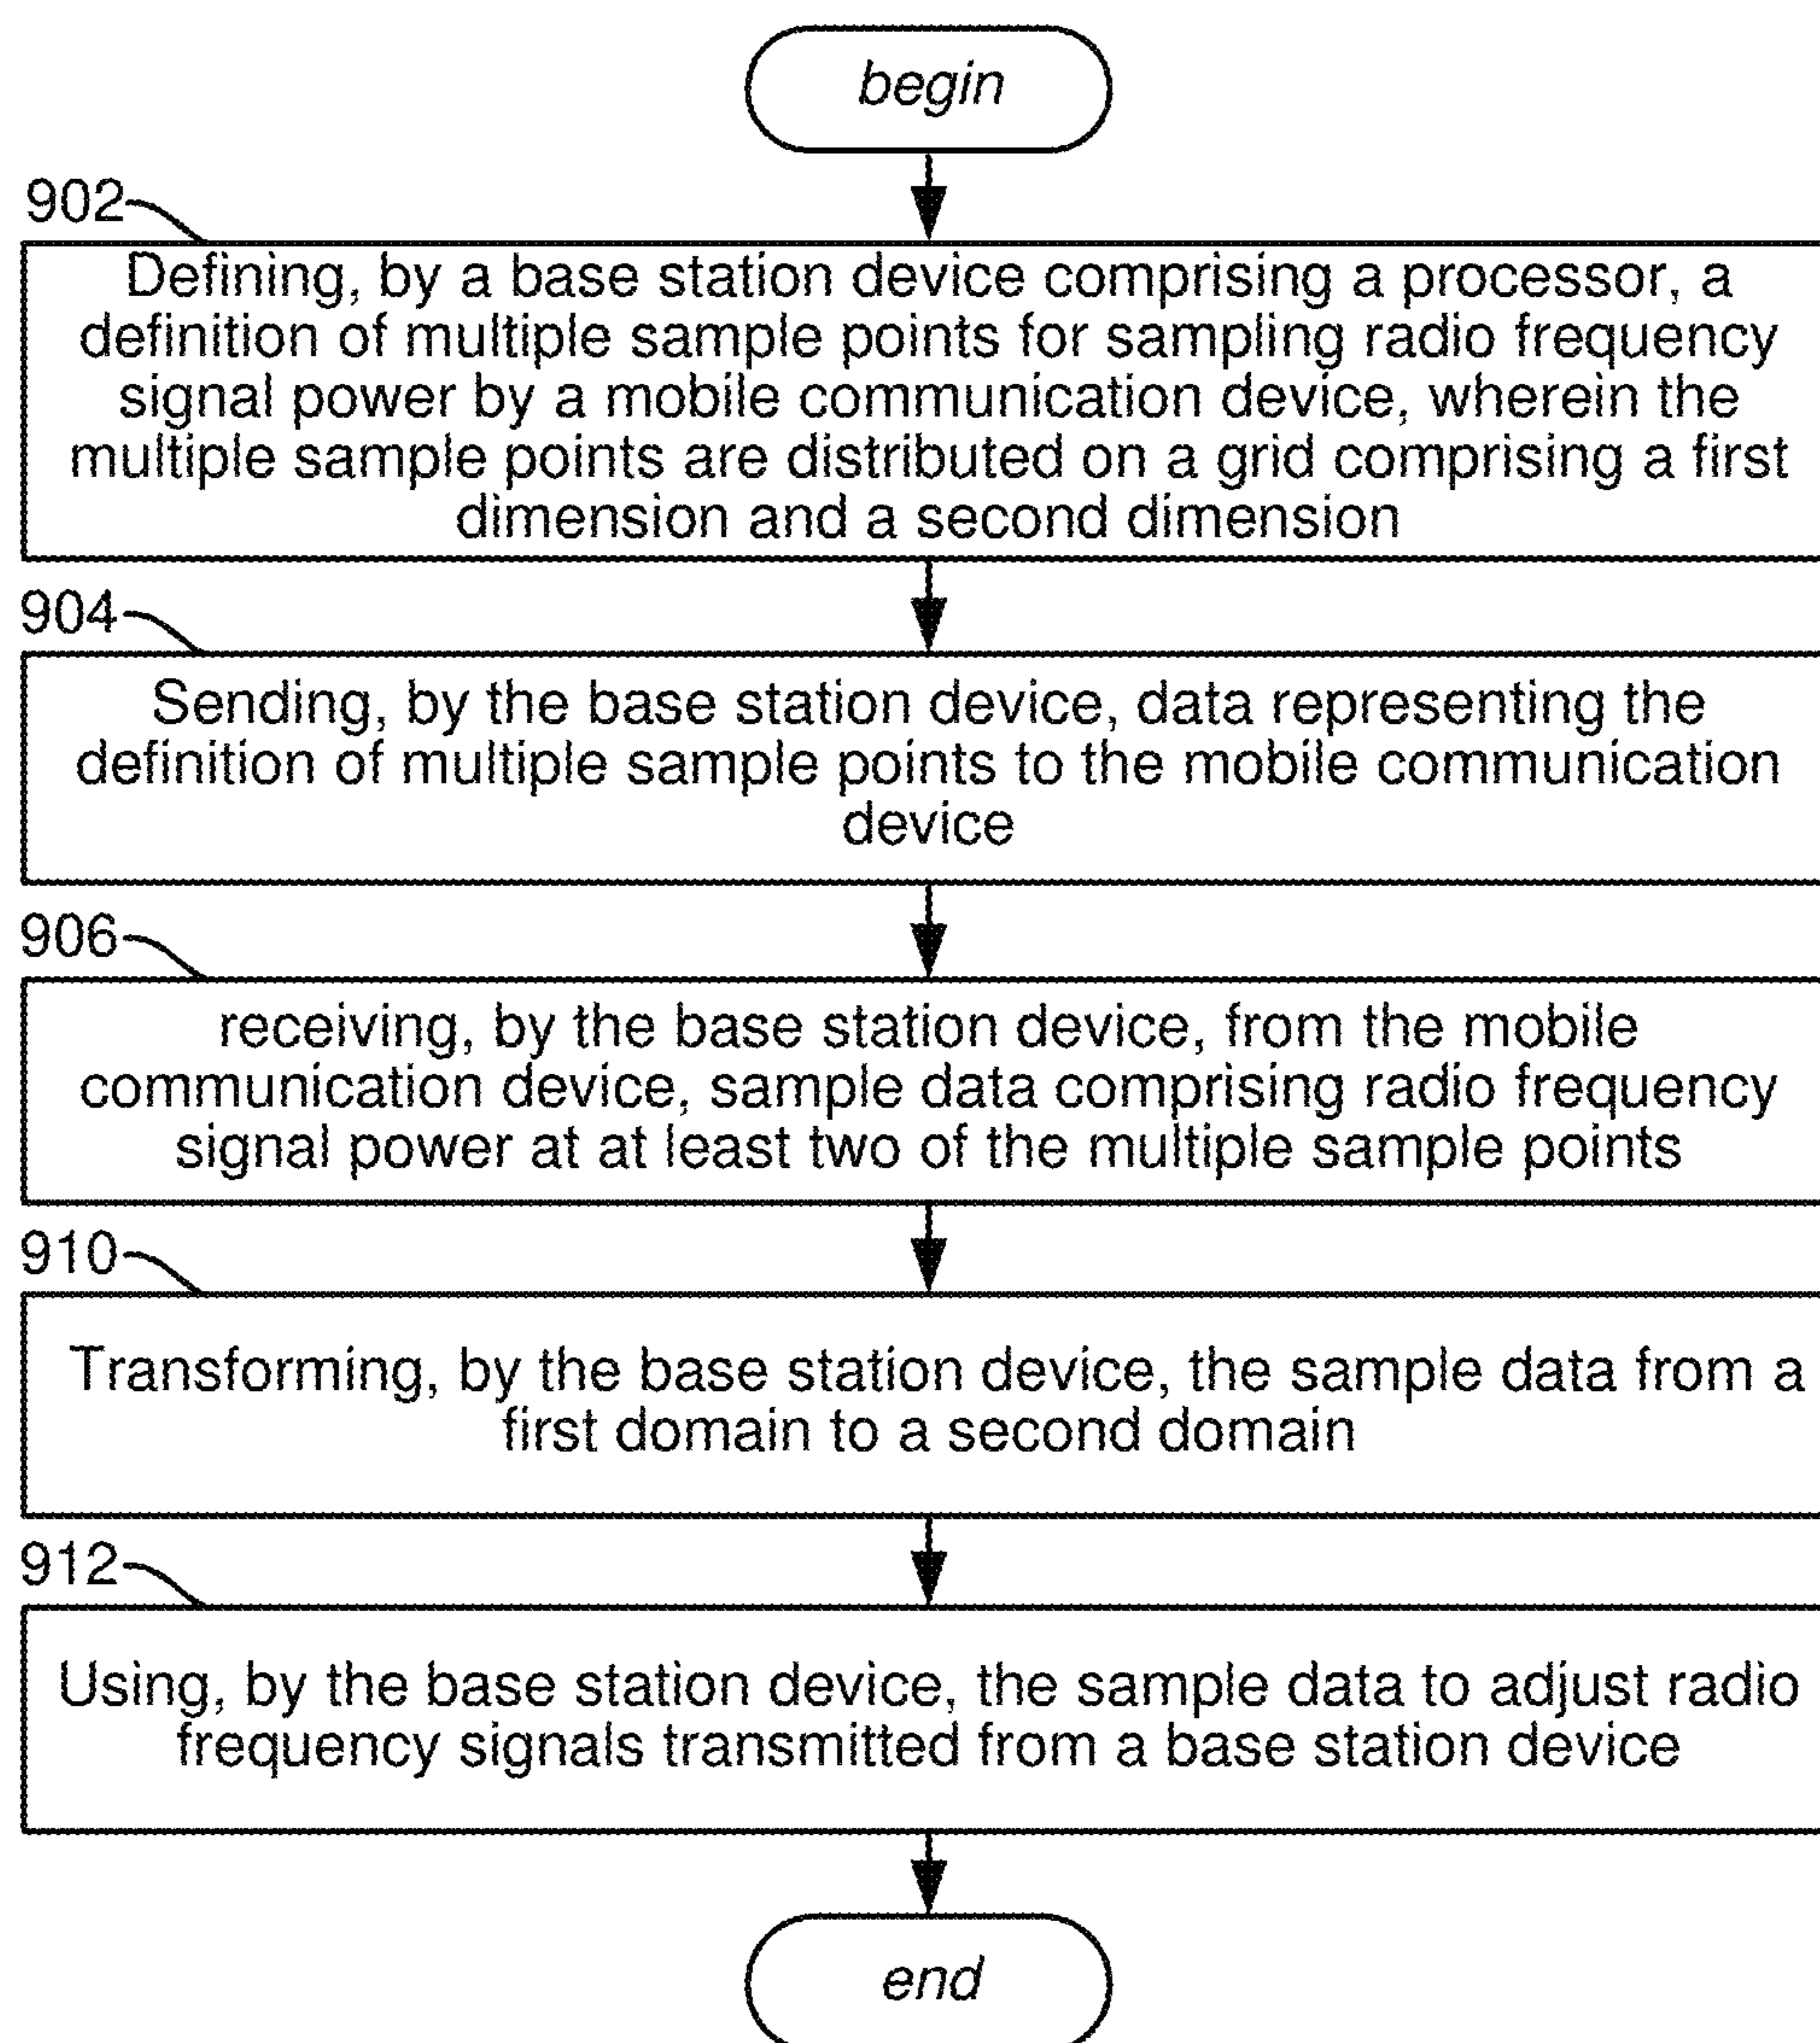 begin
902
Defining, by a base station device comprising a processor, a
definition of multiple sample points for sampling radio frequency
signal power by a mobile communication device, wherein the
multiple sample points are distributed on a grid comprising a first
dimension and a second dimension
904
Sending, by the base station device, data representing the
definition of multiple sample points to the mobile communication
device
906
receiving, by the base station device, from the mobile
communication device, sample data comprising radio frequency
signal power at at least two of the multiple sample points
910
Transforming, by the base station device, the sample data from a
first domain to a second domain
912
Using, by the base station device, the sample data to adjust radio
frequency signals transmitted from a base station device
end